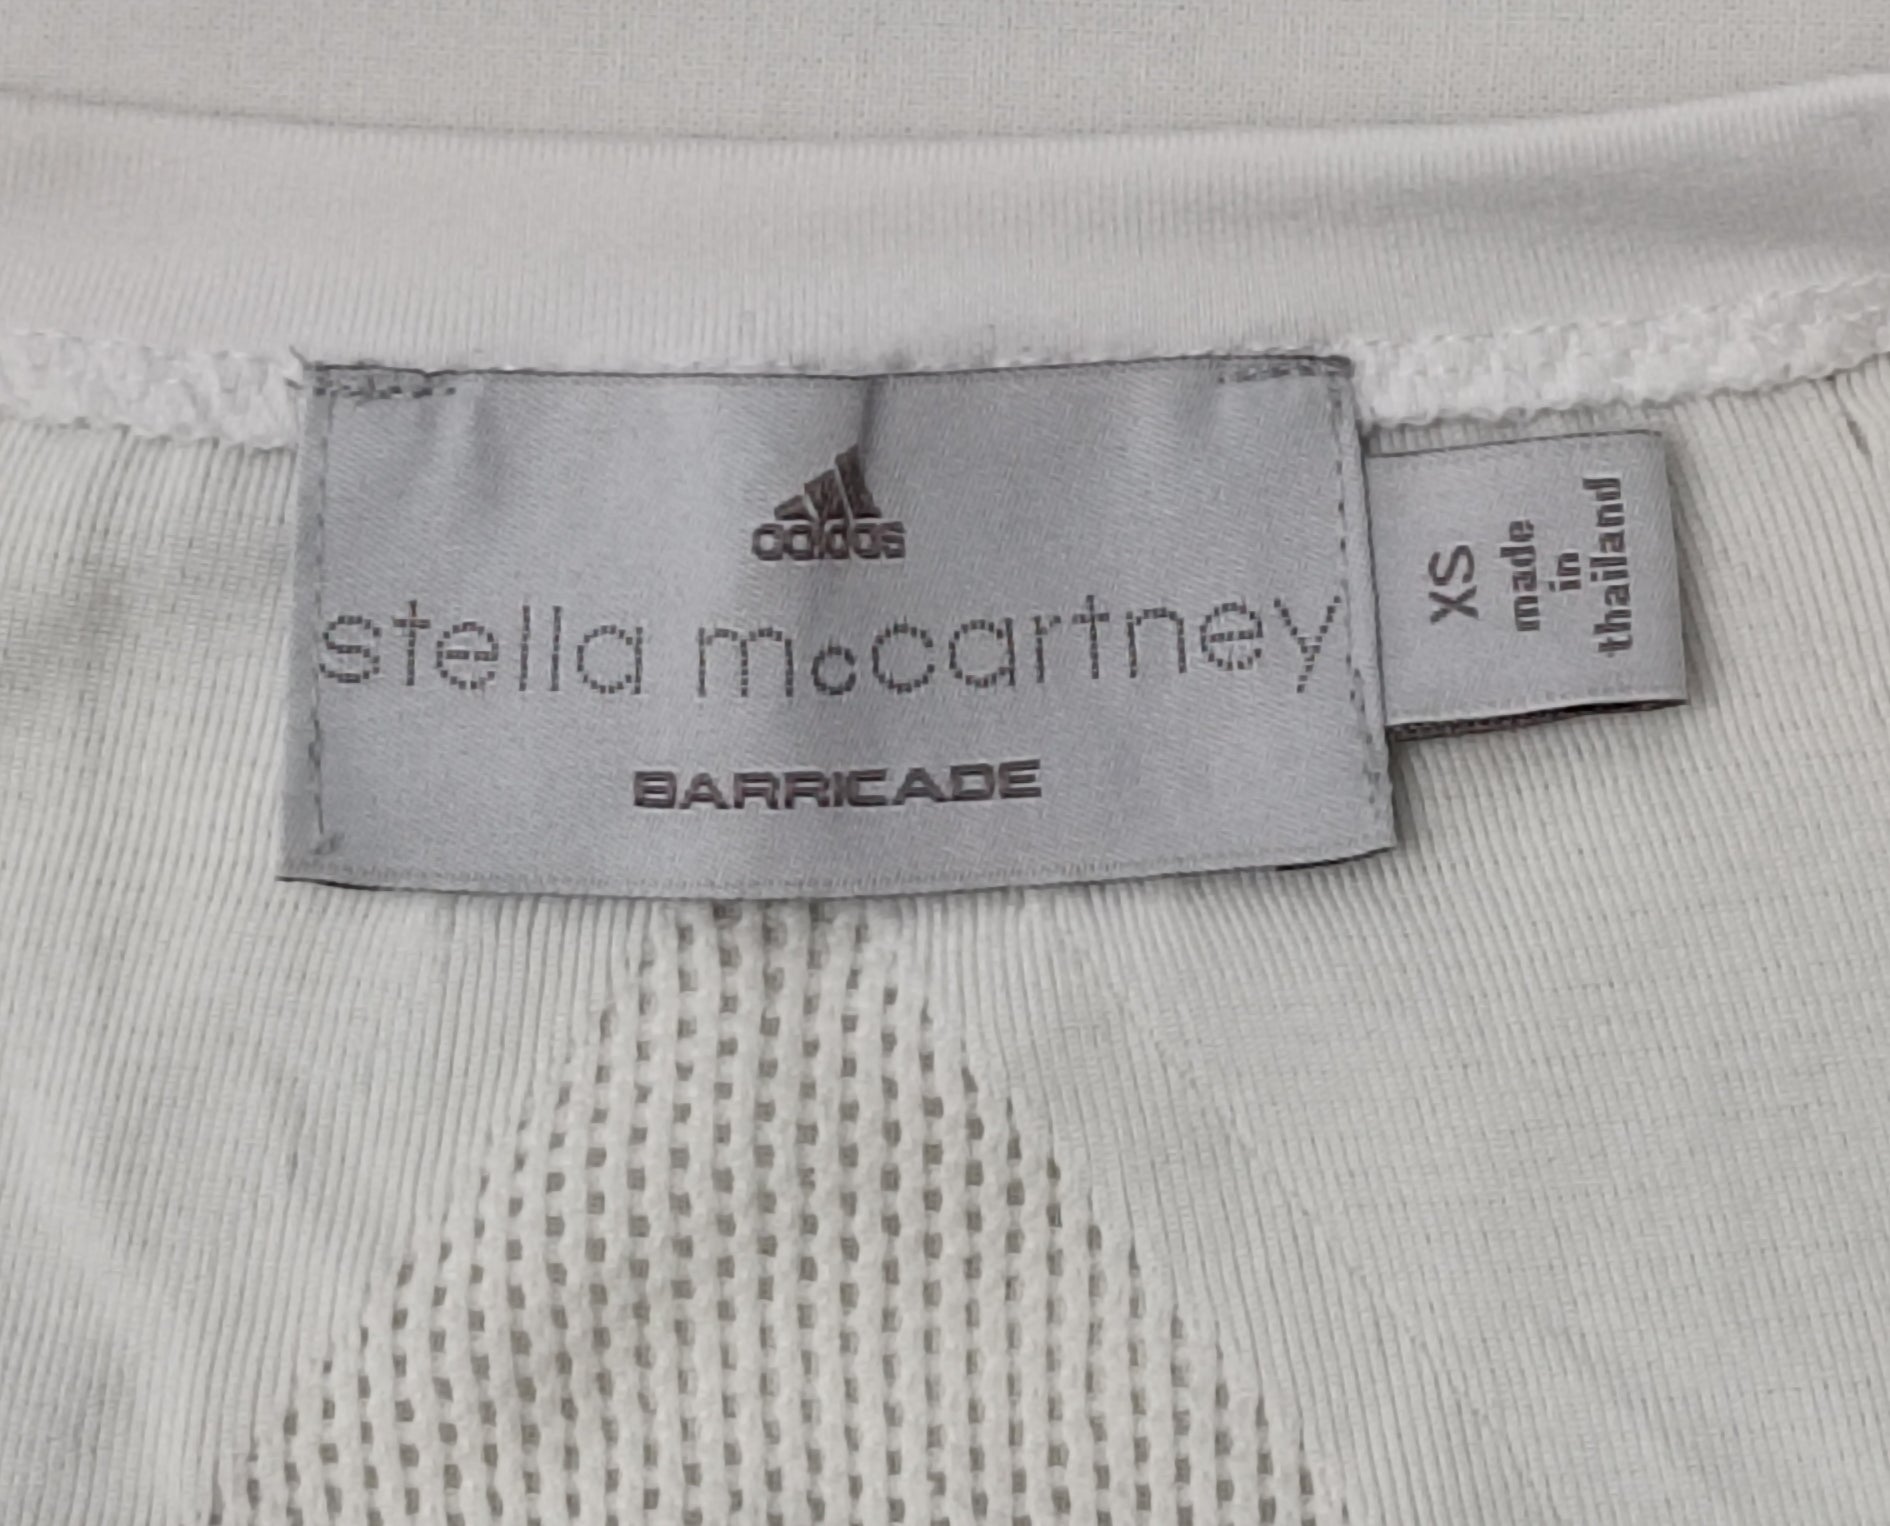 adidas
stella mccartney
BARRICADE
XS
made
in
thailand